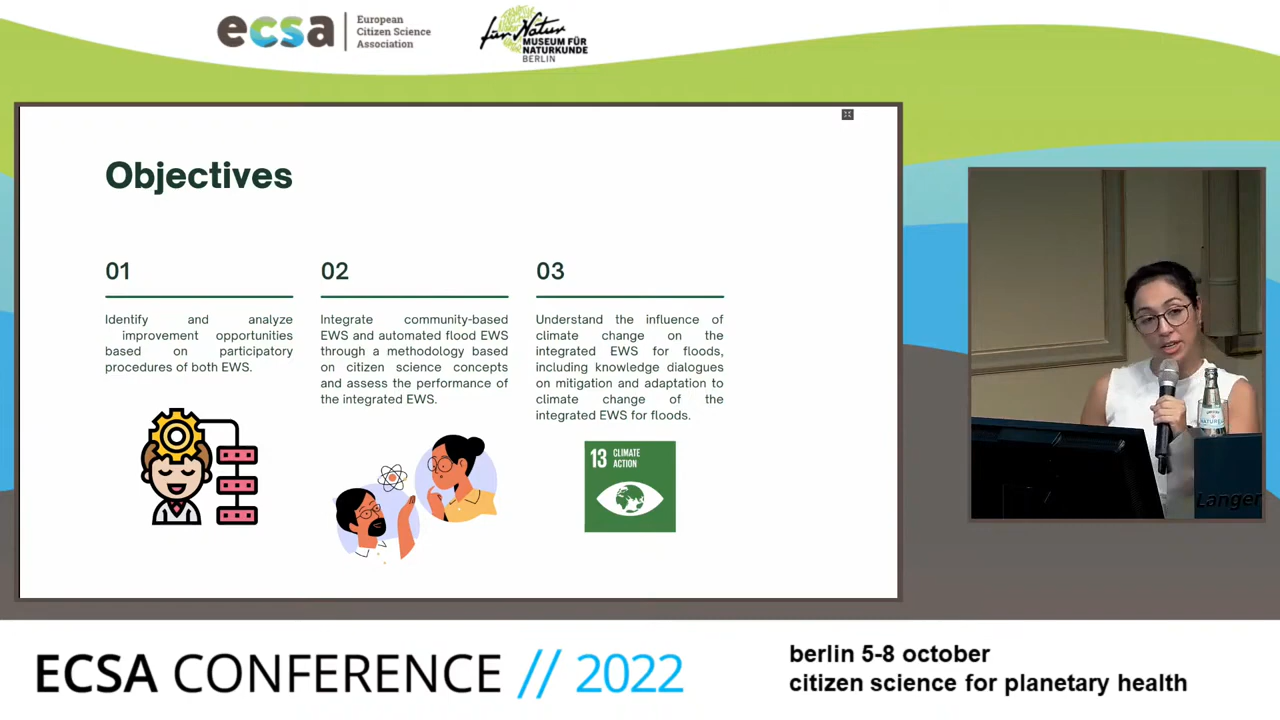 ecsa
European
Citizen Science
Association
für Natur
MUSEUM FÜR
NATURKUNDE
BERLIN
Objectives
01
Identify and analyze
improvement opportunities
based on participatory
procedures of both EWS.
02
Integrate community-based
EWS and automated flood EWS
through a methodology based
on citizen science concepts
and assess the performance of
the integrated EWS.
03
Understand the influence of
climate change on the
integrated EWS for floods,
including knowledge dialogues
on mitigation and adaptation to
climate change of the
integrated EWS for floods.
13 CLIMATE
ACTION
Langen
ECSA CONFERENCE // 2022
berlin 5-8 october
citizen science for planetary health